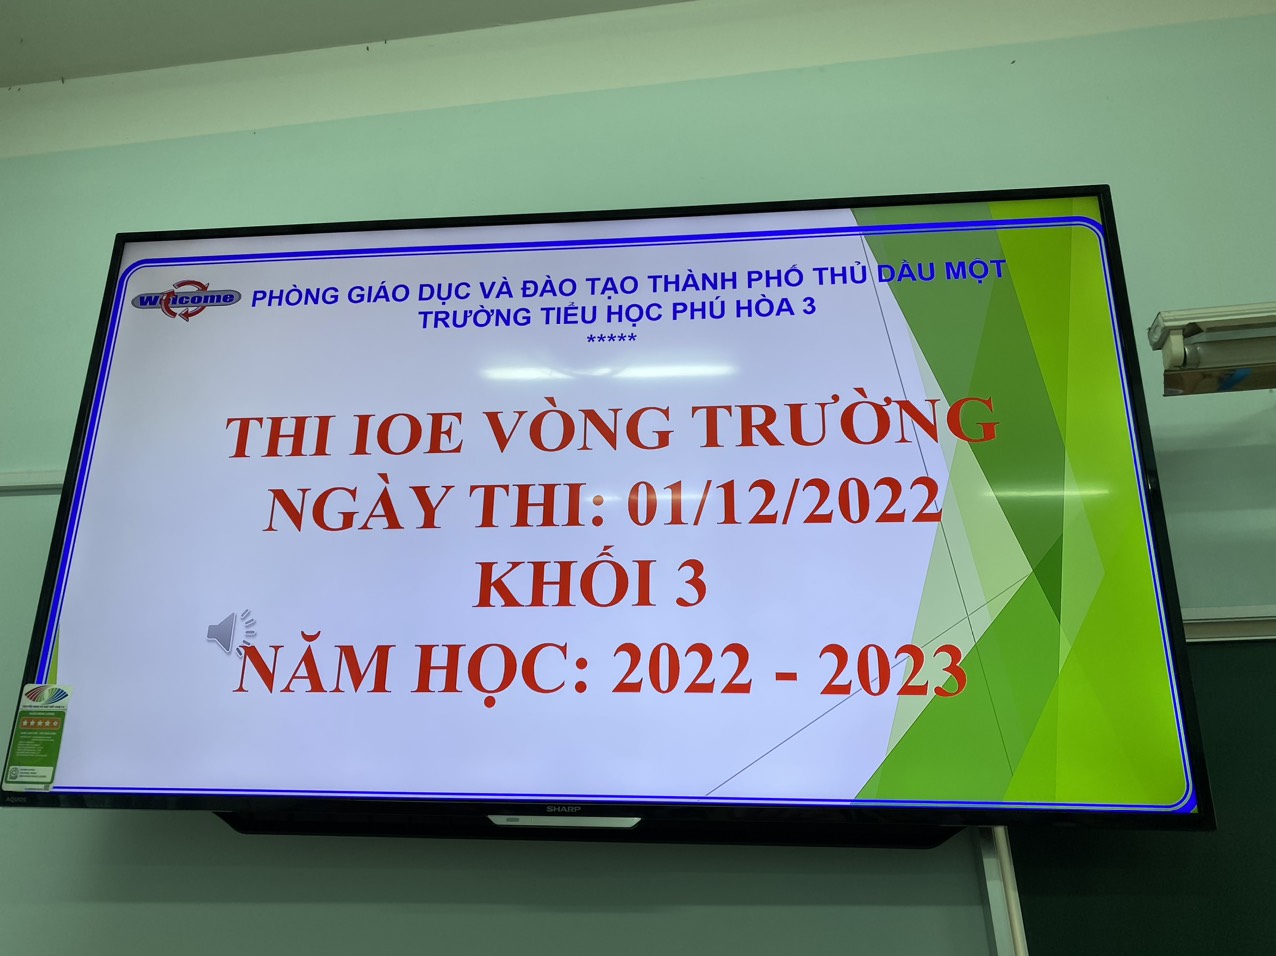 Welcome
PHÒNG GIÁO DỤC VÀ ĐÀO TẠO THÀNH PHỐ THỦ DẦU MỘT
TRƯỜNG TIỂU HỌC PHÚ HÒA 3
*****
THI IOE VÒNG TRƯỜNG
NGÀY THI: 01/12/2022
KHỐI 3
NĂM HỌC: 2022 - 2023
SHARP